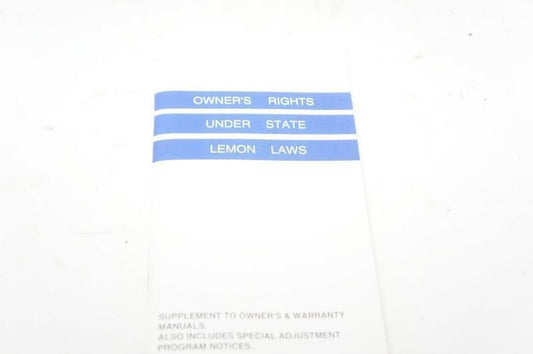 OWNER'S RIGHTS
UNDER STATE
LEMON LAWS
SUPPLEMENT TO OWNER'S & WARRANTY
MANUALS.
ALSO INCLUDES SPECIAL ADJUSTMENT
PROGRAM NOTICES.